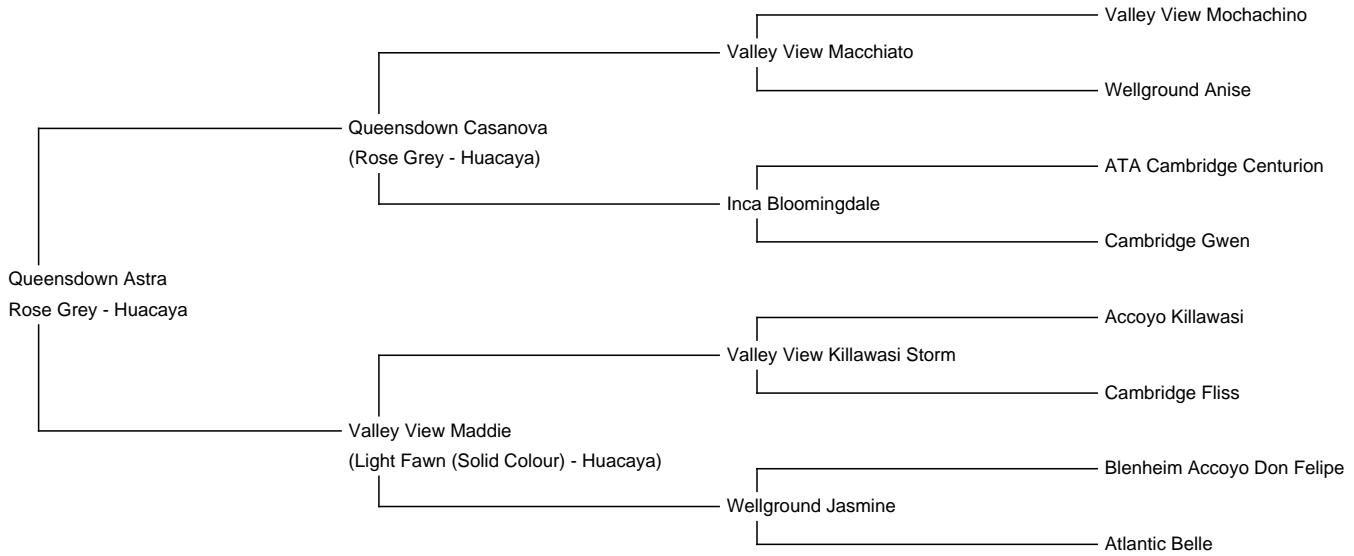 Valley View Mochachino
Valley View Macchiato
Wellground Anise
Queensdown Casanova
(Rose Grey - Huacaya)
ATA Cambridge Centurion
Inca Bloomingdale
Cambridge Gwen
Queensdown Astra
Rose Grey - Huacaya
Accoyo Killawasi
Valley View Killawasi Storm
Cambridge Fliss
Valley View Maddie
(Light Fawn (Solid Colour) - Huacaya)
Blenheim Accoyo Don Felipe
Wellground Jasmine
Atlantic Belle